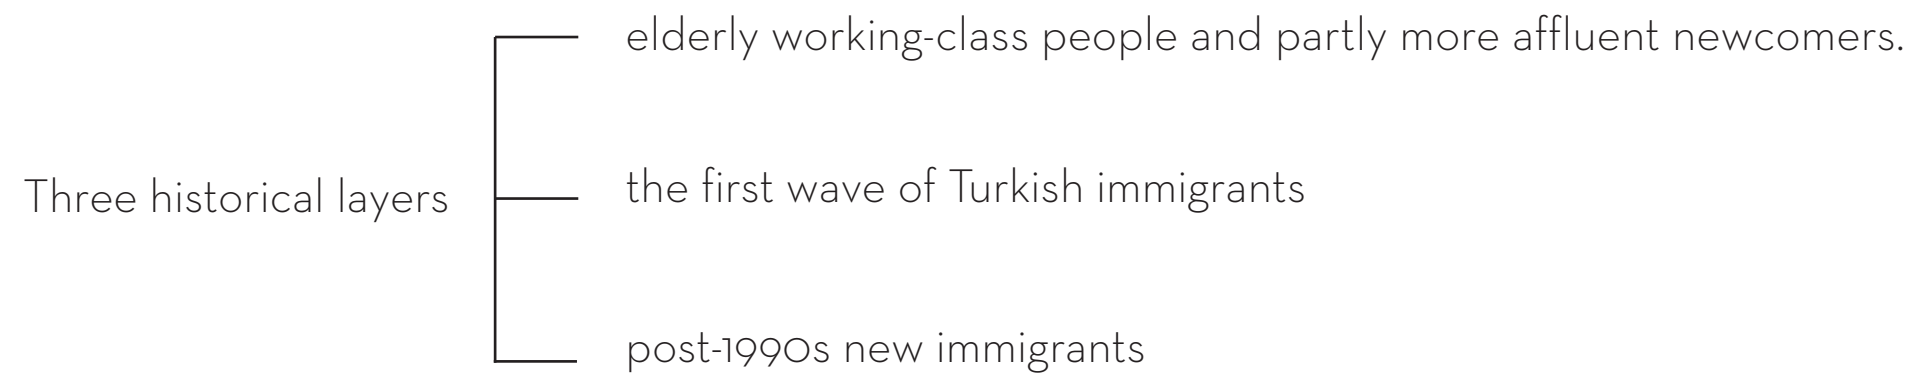 elderly working-class people and partly more affluent newcomers.
Three historical layers
the first wave of Turkish immigrants
post-1990s new immigrants